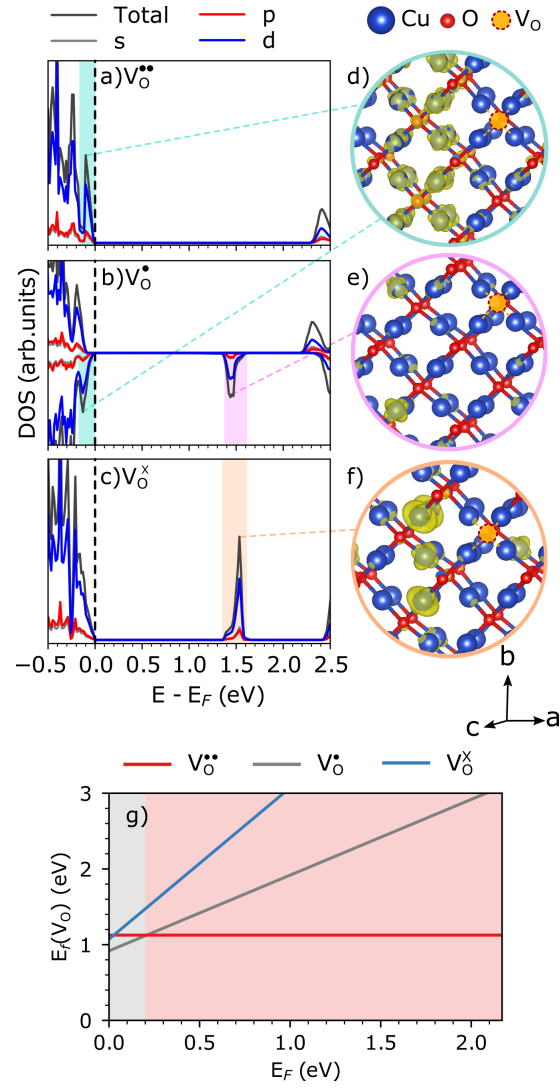 Total p
s d
Cu O V_O
a)V_O^••
d)
b)V_O^•
e)
c)V_O^X
f)
DOS (arb.units)
−0.5 0.0 0.5 1.0 1.5 2.0 2.5
E - E_F (eV)
b
c a
V_O^•• V_O^• V_O^X
g)
3
2
1
0
E_f(V_O) (eV)
0.0 0.5 1.0 1.5 2.0
E_F (eV)